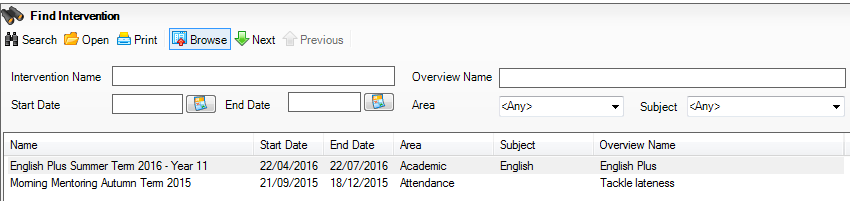 Find Intervention
Search Open Print Browse Next Previous
Intervention Name Overview Name
Start Date End Date Area <Any> Subject <Any>
Name Start Date End Date Area Subject Overview Name
English Plus Summer Term 2016 - Year 11 22/04/2016 22/07/2016 Academic English English Plus
Morning Mentoring Autumn Term 2015 21/09/2015 18/12/2015 Attendance Tackle lateness